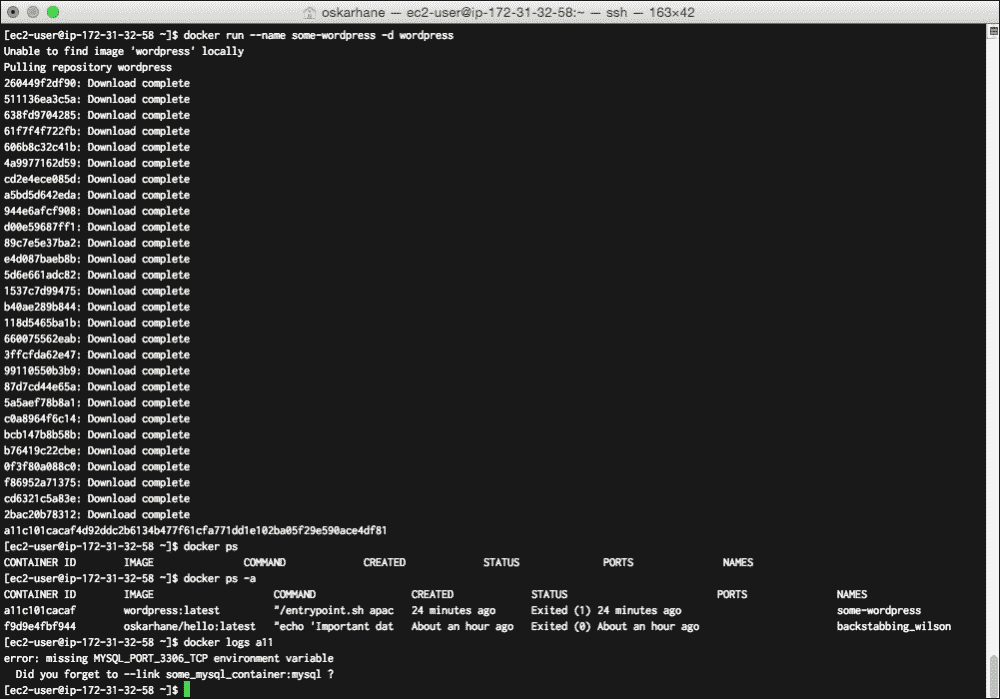 oskarhane — ec2-user@ip-172-31-32-58:~ — ssh — 163×42
[ec2-user@ip-172-31-32-58 ~]$ docker run --name some-wordpress -d wordpress
Unable to find image 'wordpress' locally
Pulling repository wordpress
260449f2df90: Download complete
511136ea3c5a: Download complete
638fd9704285: Download complete
61f7f4f722fb: Download complete
606b8c32c41b: Download complete
4a9977162d59: Download complete
cd2e4ece085d: Download complete
a5bd5d642eda: Download complete
944e6afcf908: Download complete
d00e59687ff1: Download complete
89c7e5e37ba2: Download complete
e4d087baeb8b: Download complete
5d6e661adc82: Download complete
1537c7d99475: Download complete
b40ae289b844: Download complete
118d5465ba1b: Download complete
660075562eab: Download complete
3ffcfda62e47: Download complete
99110550b3b9: Download complete
87d7cd44e65a: Download complete
5a5aef78b8a1: Download complete
c0a8964f6c14: Download complete
bcb147b8b58b: Download complete
b76419c22cbe: Download complete
0f3f80a088c0: Download complete
f86952a71375: Download complete
cd6321c5a83e: Download complete
2bac20b78312: Download complete
a11c101cacaf4d92ddc2b6134b477f61cfa771dd1e102ba05f29e590ace4df81
[ec2-user@ip-172-31-32-58 ~]$ docker ps
CONTAINER ID IMAGE COMMAND CREATED STATUS PORTS NAMES
[ec2-user@ip-172-31-32-58 ~]$ docker ps -a
CONTAINER ID IMAGE COMMAND CREATED STATUS PORTS NAMES
a11c101cacaf wordpress:latest "/entrypoint.sh apac 24 minutes ago Exited (1) 24 minutes ago some-wordpress
f9d9e4fbf944 oskarhane/hello:latest "echo 'Important dat About an hour ago Exited (0) About an hour ago backstabbing_wilson
[ec2-user@ip-172-31-32-58 ~]$ docker logs a11
error: missing MYSQL_PORT_3306_TCP environment variable
Did you forget to --link some_mysql_container:mysql ?
[ec2-user@ip-172-31-32-58 ~]$